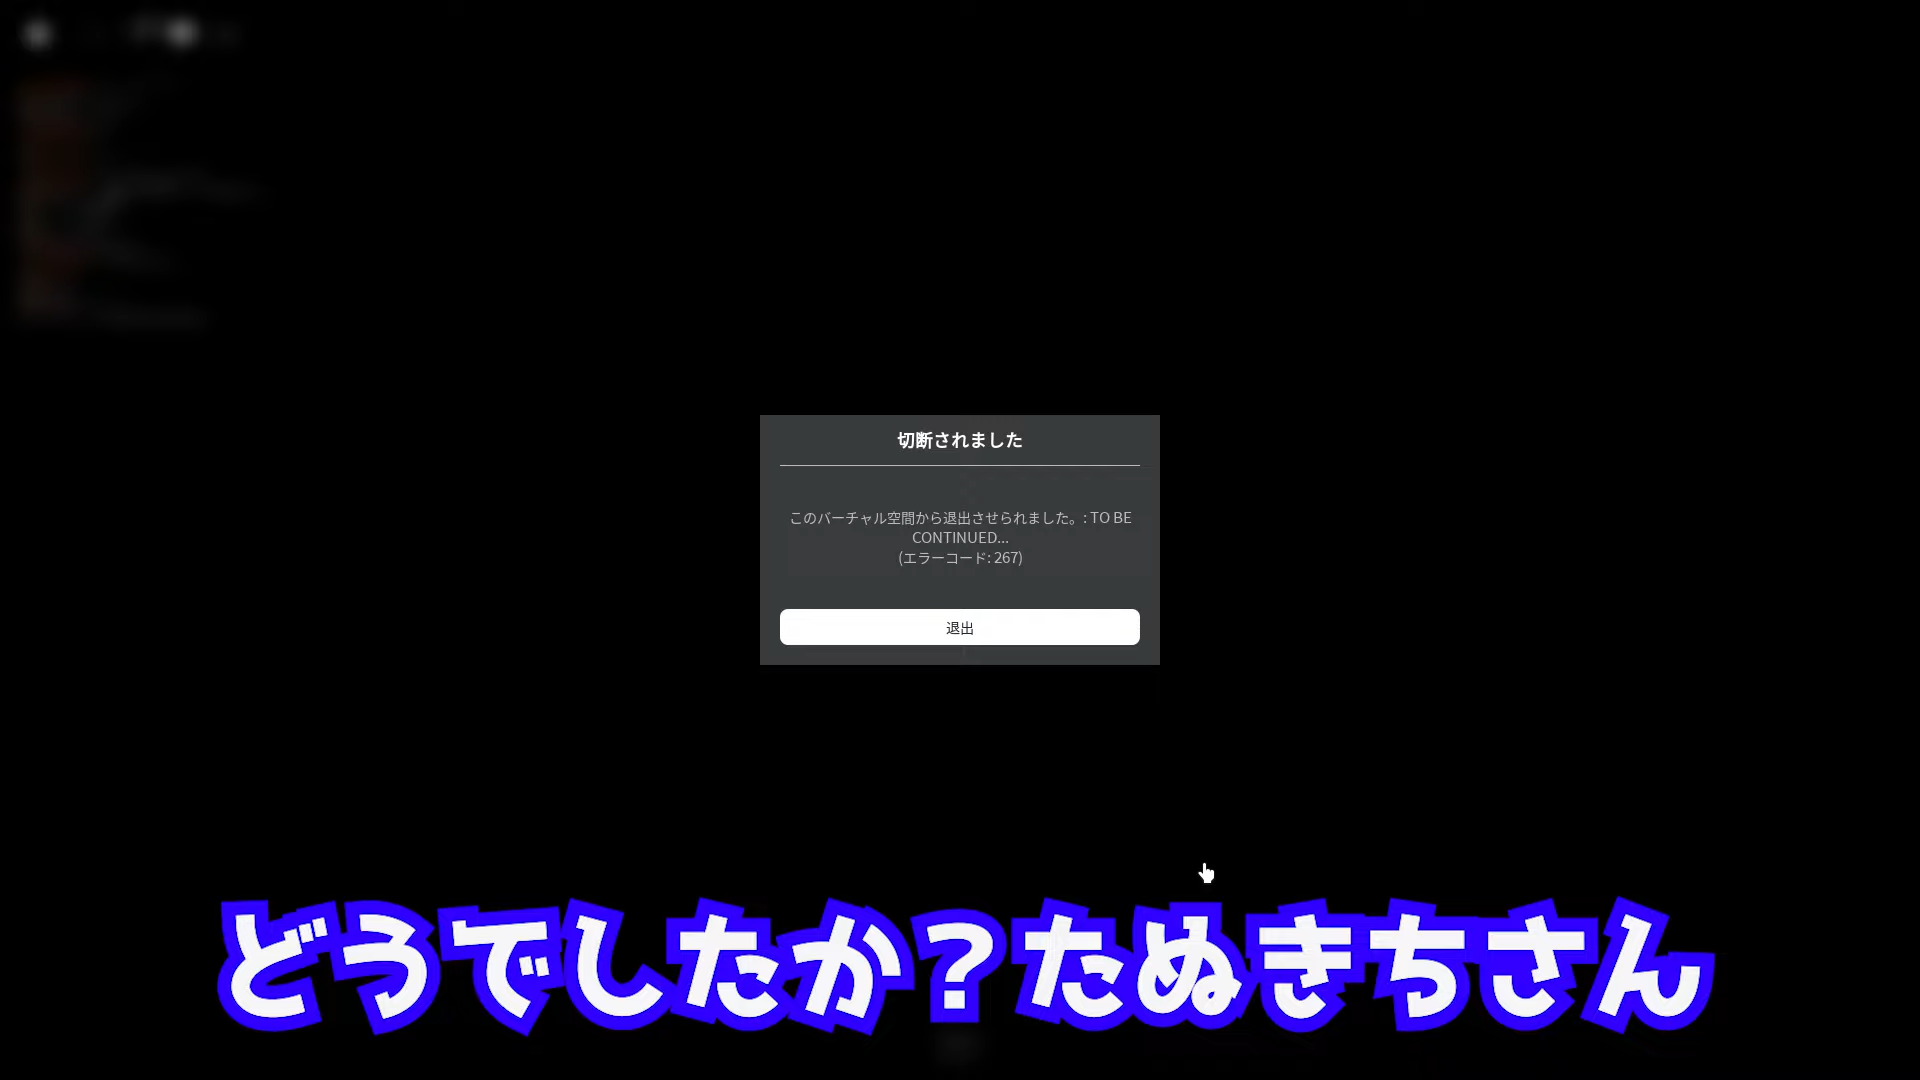 切断されました
このバーチャル空間から退出させられました。: TO BE
CONTINUED...
(エラーコード: 267)
退出
どうでしたか？たぬきちさん